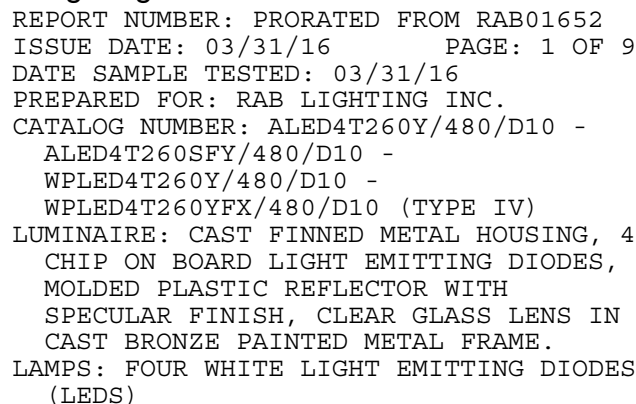 REPORT NUMBER: PRORATED FROM RAB01652
ISSUE DATE: 03/31/16 PAGE: 1 OF 9
DATE SAMPLE TESTED: 03/31/16
PREPARED FOR: RAB LIGHTING INC.
CATALOG NUMBER: ALED4T260Y/480/D10 -
ALED4T260SFY/480/D10 -
WPLED4T260Y/480/D10 -
WPLED4T260YFX/480/D10 (TYPE IV)
LUMINAIRE: CAST FINNED METAL HOUSING, 4
CHIP ON BOARD LIGHT EMITTING DIODES,
MOLDED PLASTIC REFLECTOR WITH
SPECULAR FINISH, CLEAR GLASS LENS IN
CAST BRONZE PAINTED METAL FRAME.
LAMPS: FOUR WHITE LIGHT EMITTING DIODES
(LEDS)